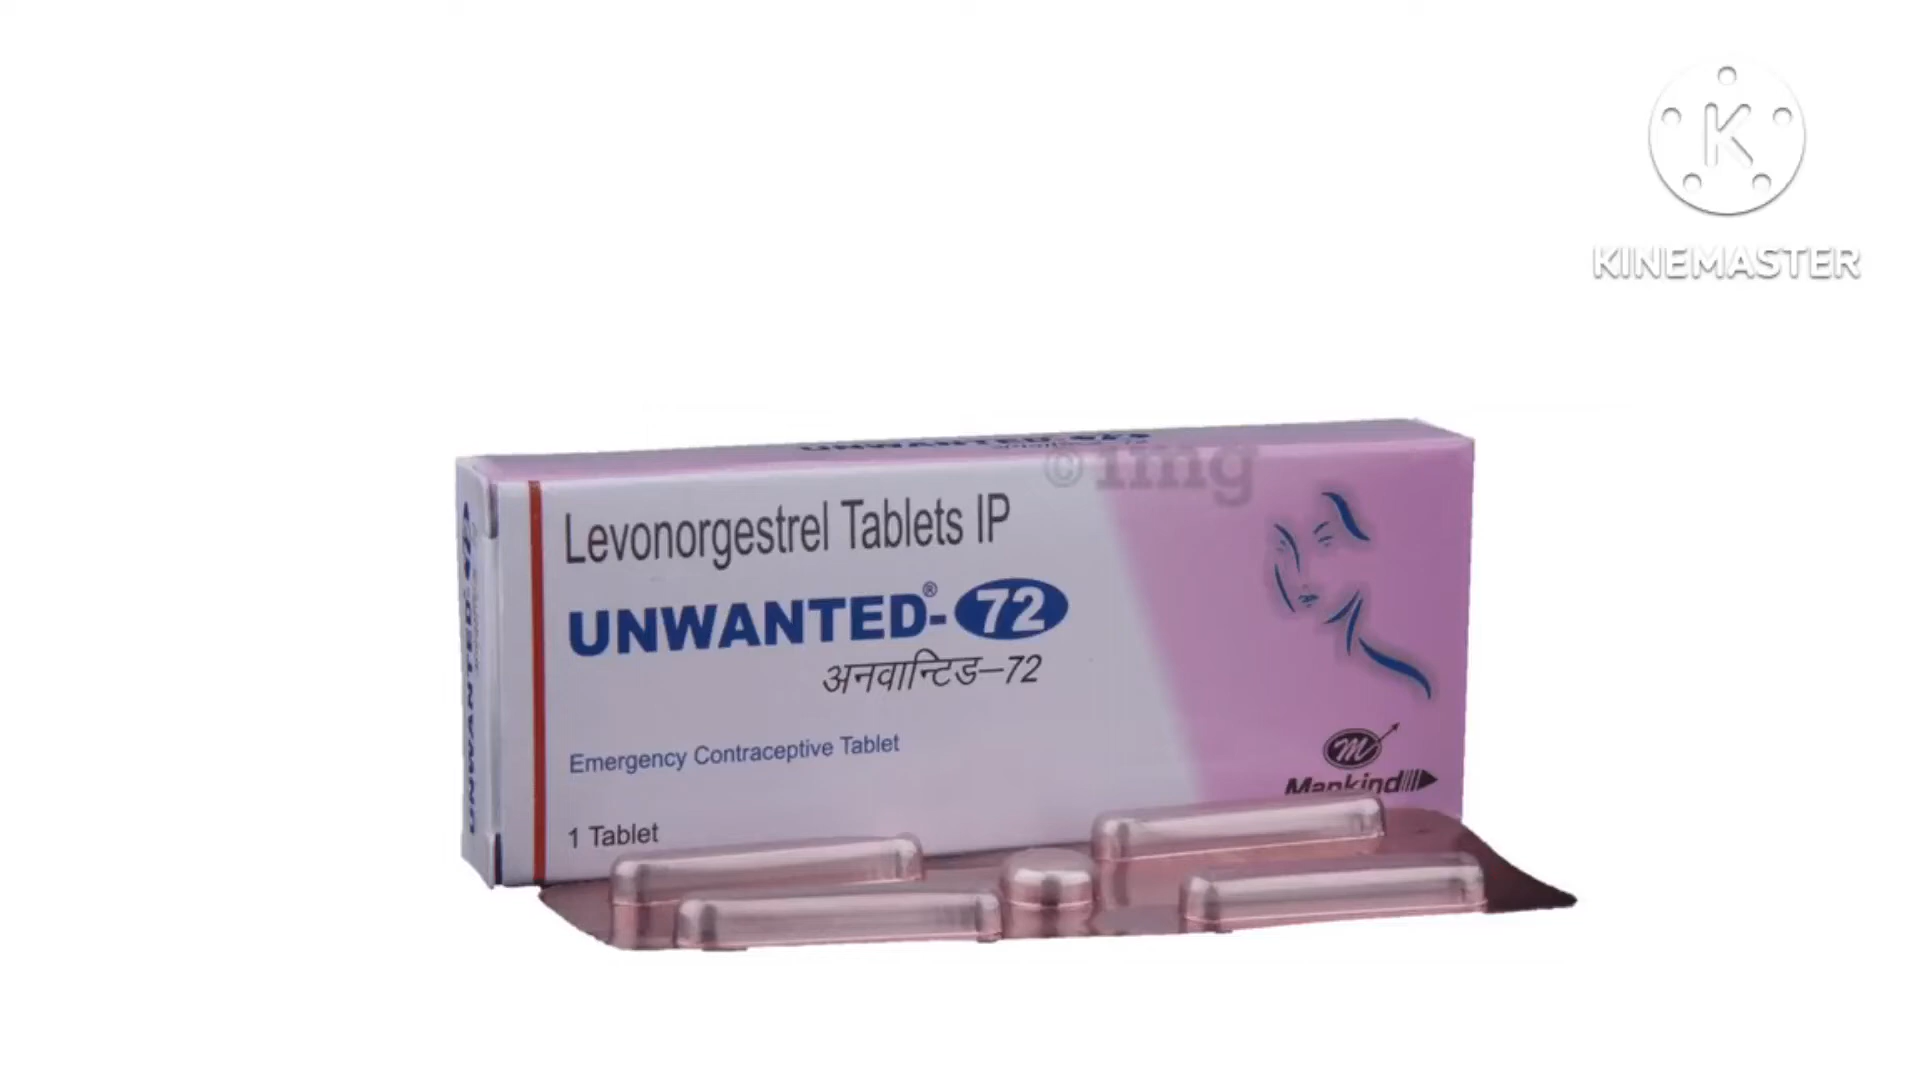 KINEMASTER
UNWANTED-72
©1mg
Levonorgestrel Tablets IP
UNWANTED®-72
अनवान्टिड–72
Emergency Contraceptive Tablet
1 Tablet
Mankind
UNWANTED-72